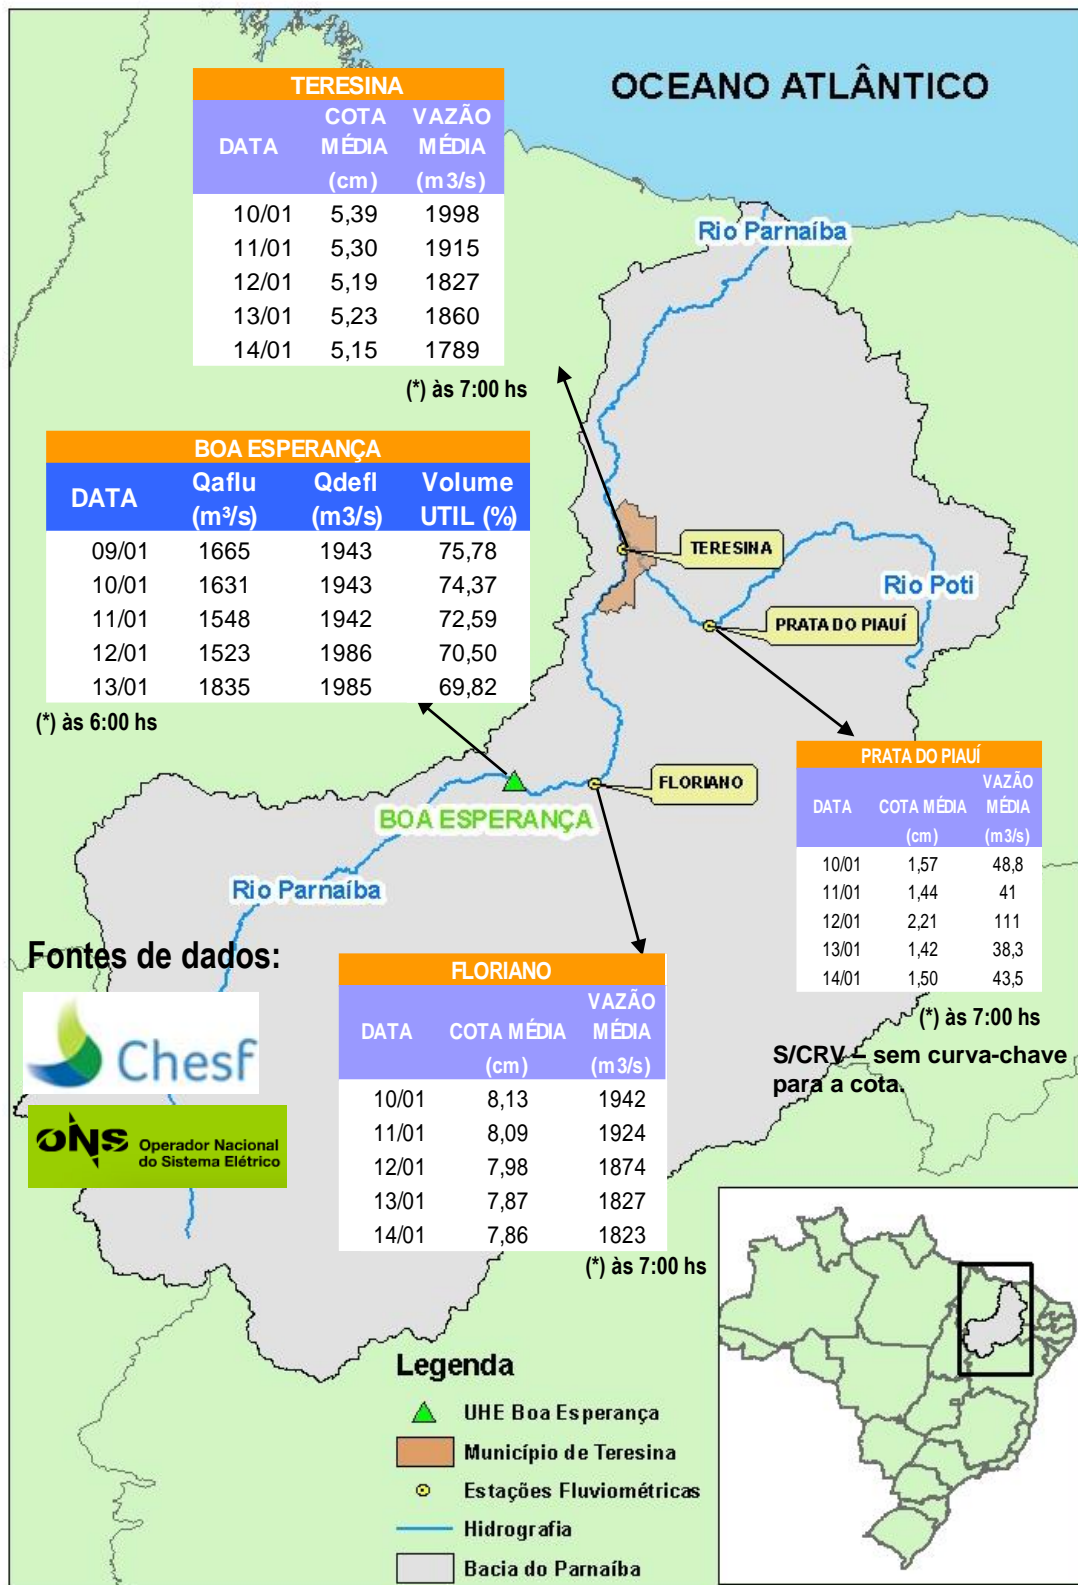 OCEANO ATLÂNTICO
TERESINA
DATA COTA MÉDIA (cm) VAZÃO MÉDIA (m3/s)
10/01 5,39 1998
11/01 5,30 1915
12/01 5,19 1827
13/01 5,23 1860
14/01 5,15 1789
(*) às 7:00 hs
Rio Parnaíba
BOA ESPERANÇA
DATA Qaflu (m³/s) Qdefl (m3/s) Volume UTIL (%)
09/01 1665 1943 75,78
10/01 1631 1943 74,37
11/01 1548 1942 72,59
12/01 1523 1986 70,50
13/01 1835 1985 69,82
(*) às 6:00 hs
TERESINA
Rio Poti
PRATA DO PIAUÍ
FLORIANO
BOA ESPERANÇA
Rio Parnaíba
PRATA DO PIAUÍ
DATA COTA MÉDIA (cm) VAZÃO MÉDIA (m3/s)
10/01 1,57 48,8
11/01 1,44 41
12/01 2,21 111
13/01 1,42 38,3
14/01 1,50 43,5
(*) às 7:00 hs
S/CRV – sem curva-chave
para a cota.
Fontes de dados:
Chesf
ONS Operador Nacional
do Sistema Elétrico
FLORIANO
DATA COTA MÉDIA (cm) VAZÃO MÉDIA (m3/s)
10/01 8,13 1942
11/01 8,09 1924
12/01 7,98 1874
13/01 7,87 1827
14/01 7,86 1823
(*) às 7:00 hs
Legenda
UHE Boa Esperança
Município de Teresina
Estações Fluviométricas
Hidrografia
Bacia do Parnaíba